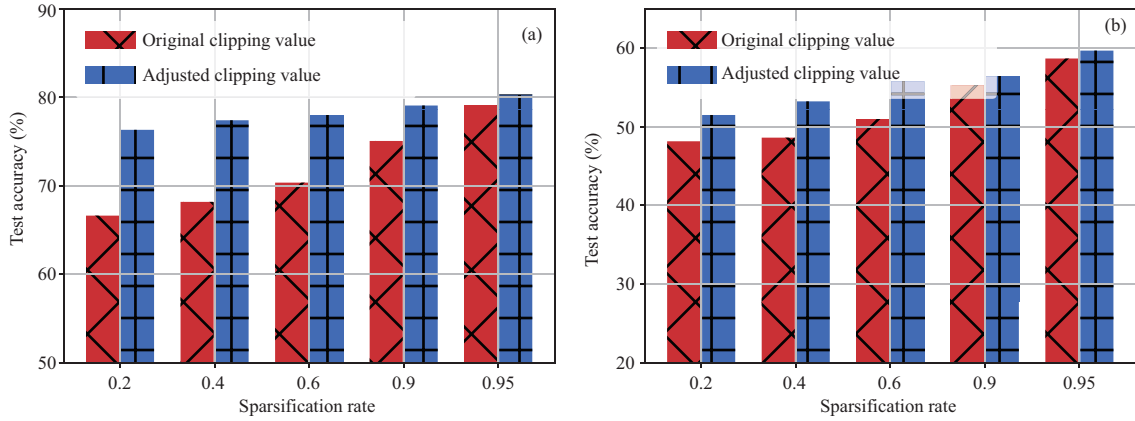 90
80
70
60
50
Test accuracy (%)
Original clipping value
Adjusted clipping value
(a)
0.2 0.4 0.6 0.9 0.95
Sparsification rate
60
50
40
30
20
Test accuracy (%)
Original clipping value
Adjusted clipping value
(b)
0.2 0.4 0.6 0.9 0.95
Sparsification rate